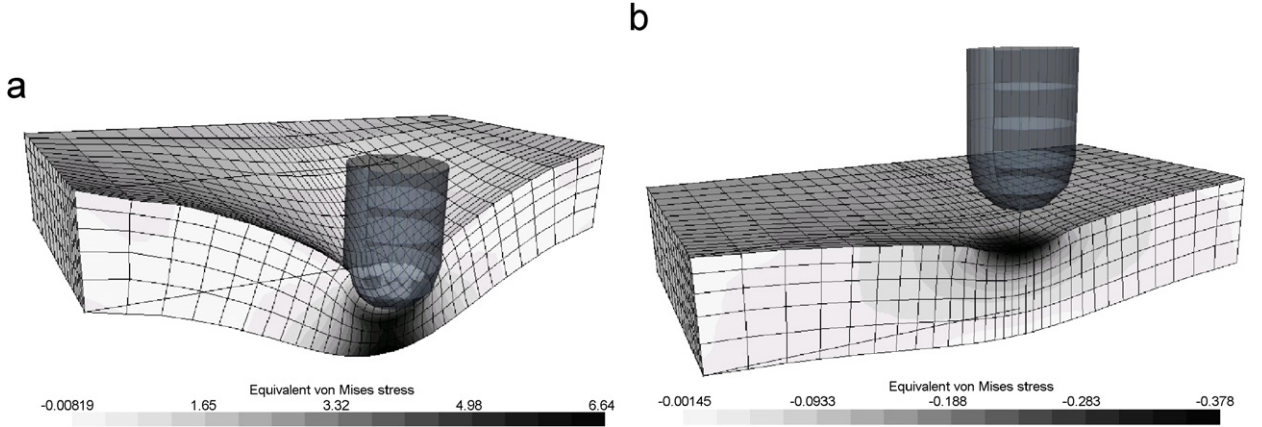 a
Equivalent von Mises stress
-0.00819 1.65 3.32 4.98 6.64
b
Equivalent von Mises stress
-0.00145 -0.0933 -0.188 -0.283 -0.378